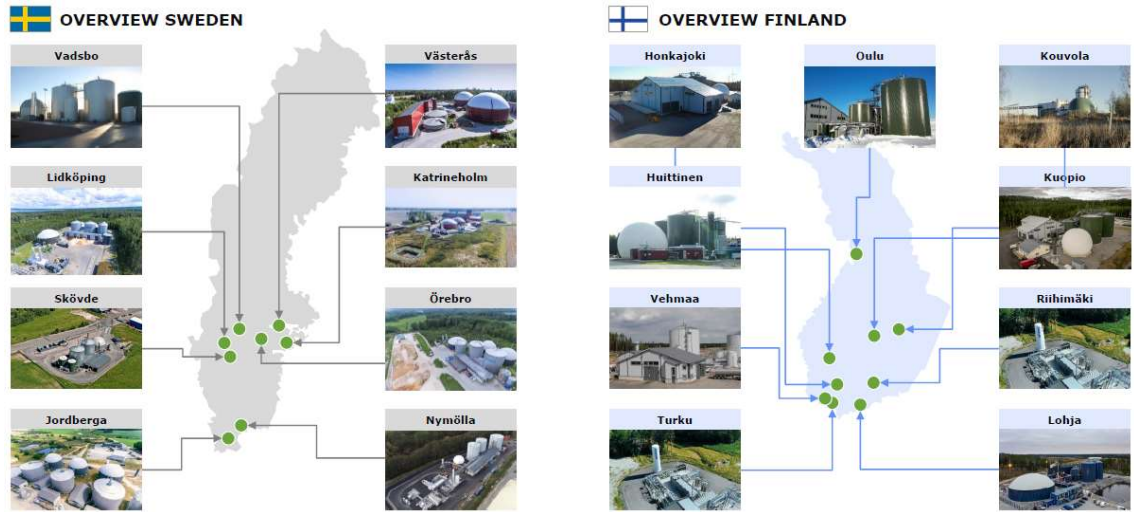 OVERVIEW SWEDEN
Vadsbo
Västerås
Lidköping
Katrineholm
Skövde
Örebro
Jordberga
Nymölla
OVERVIEW FINLAND
Honkajoki
Oulu
Kouvola
Huittinen
Kuopio
Vehmaa
Riihimäki
Turku
Lohja